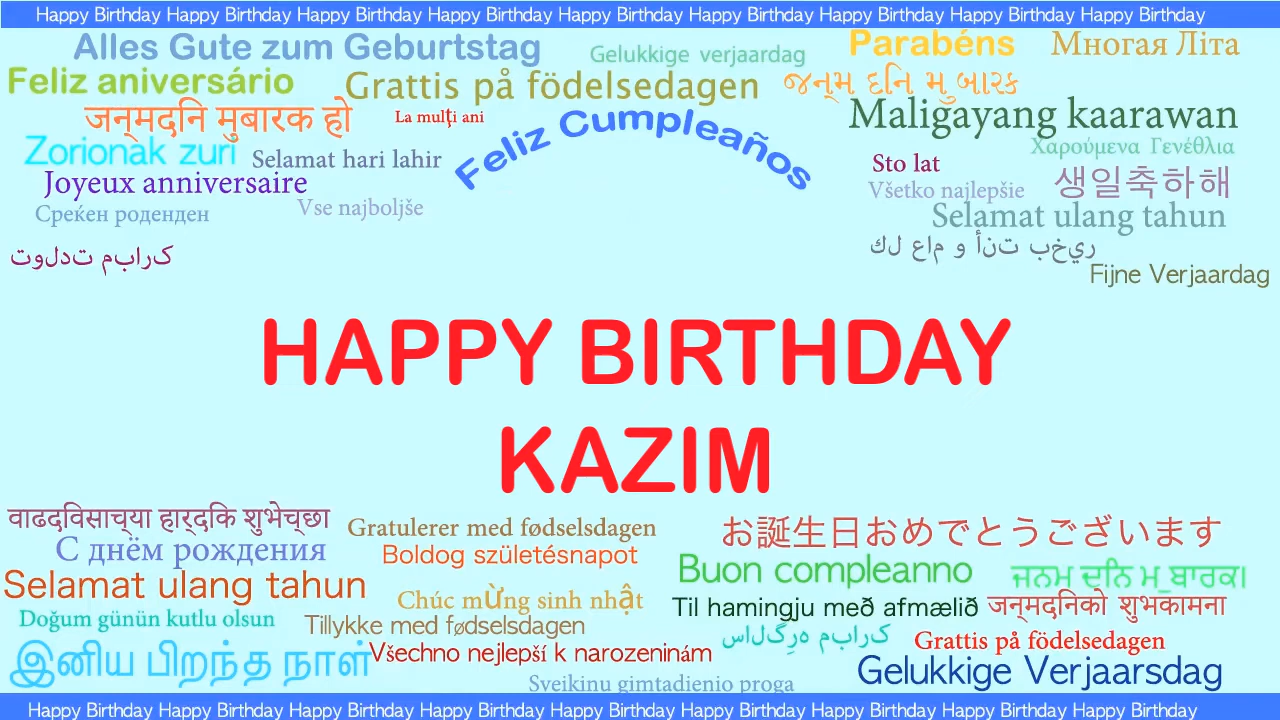 Happy Birthday Happy Birthday Happy Birthday Happy Birthday Happy Birthday Happy Birthday Happy Birthday Happy Birthday Happy Birthday
Alles Gute zum Geburtstag
Gelukkige verjaardag
Parabéns
Многая Літа
Feliz aniversário
Grattis på födelsedagen
જન્મ દિન મુબારક
जन्मदिन मुबारक हो
La mulţi ani
Feliz Cumpleaños
Maligayang kaarawan
Zorionak zuri
Selamat hari lahir
Χαρούμενα Γενέθλια
Sto lat
Joyeux anniversaire
Všetko najlepšie
생일축하해
Среќен роденден
Vse najboljše
Selamat ulang tahun
تولدت مبارک
كل عام و أنت بخير
Fijne Verjaardag
HAPPY BIRTHDAY
KAZIM
वाढदिवसाच्या हार्दिक शुभेच्छा
Gratulerer med fødselsdagen
お誕生日おめでとうございます
С днём рождения
Boldog születésnapot
Buon compleanno
ਜਨਮ ਦਿਨ ਮੁਬਾਰਕ।
Selamat ulang tahun
Chúc mừng sinh nhật
Til hamingju með afmælið
जन्मदिनको शुभकामना
Doğum günün kutlu olsun
Tillykke med fødselsdagen
سالگِرہ مبارک
Grattis på födelsedagen
இனிய பிறந்த நாள்
Všechno nejlepší k narozeninám
Gelukkige Verjaarsdag
Sveikinu gimtadienio proga
Happy Birthday Happy Birthday Happy Birthday Happy Birthday Happy Birthday Happy Birthday Happy Birthday Happy Birthday Happy Birthday